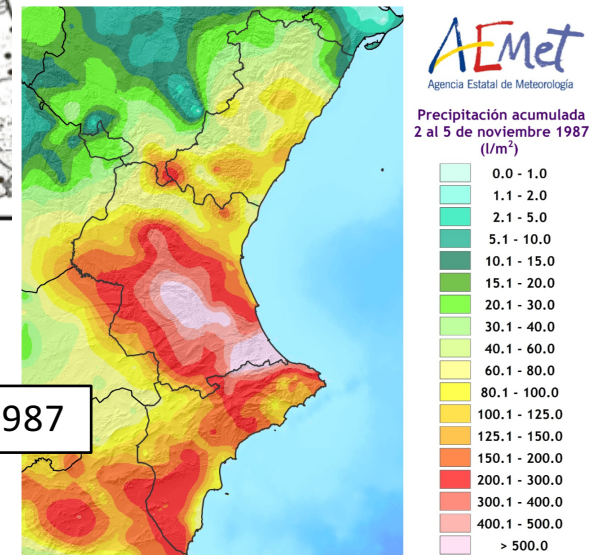 AEMet
Agencia Estatal de Meteorología
Precipitación acumulada
2 al 5 de noviembre 1987
(l/m²)
0.0 - 1.0
1.1 - 2.0
2.1 - 5.0
5.1 - 10.0
10.1 - 15.0
15.1 - 20.0
20.1 - 30.0
30.1 - 40.0
40.1 - 60.0
60.1 - 80.0
80.1 - 100.0
100.1 - 125.0
125.1 - 150.0
150.1 - 200.0
200.1 - 300.0
300.1 - 400.0
400.1 - 500.0
> 500.0
987